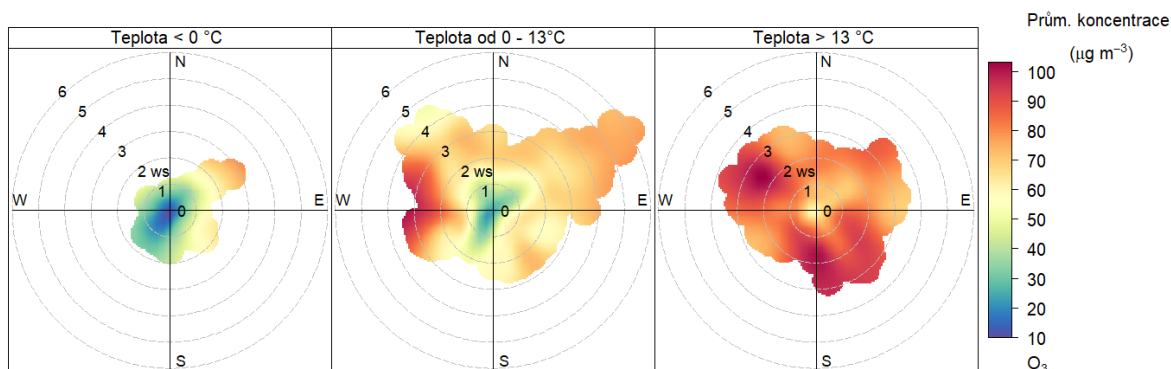 Teplota < 0 °C
Teplota od 0 - 13°C
Teplota > 13 °C
N
6
5
4
3
2 ws
1
0
W
E
S
N
6
5
4
3
2 ws
1
0
W
E
S
N
6
5
4
3
2 ws
1
0
W
E
S
Prům. koncentrace
(μg m⁻³)
100
90
80
70
60
50
40
30
20
10
O₃